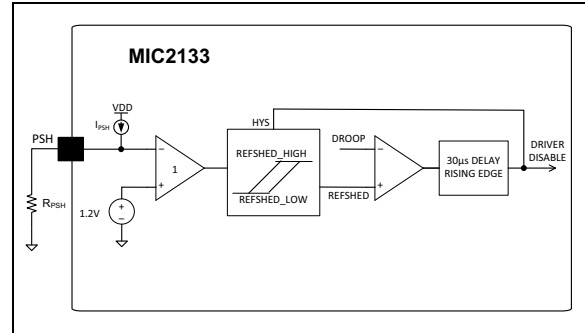 MIC2133
VDD
IPSH
PSH
HYS
DROOP
DRIVER
DISABLE
REFSHED_HIGH
REFSHED_LOW
REFSHED
30µs DELAY
RISING EDGE
1
RPSH
1.2V